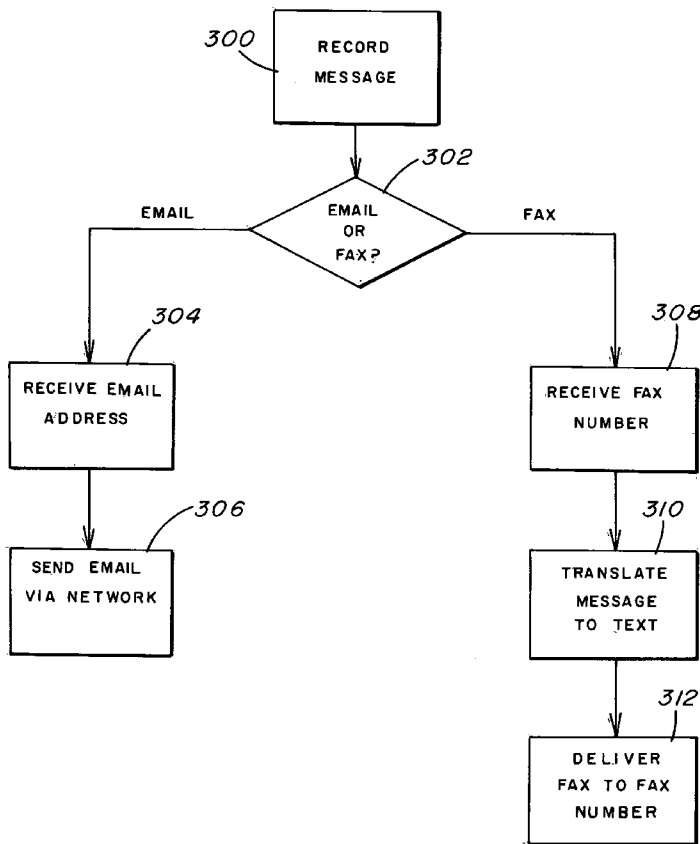 300
RECORD
MESSAGE
302
EMAIL
OR
FAX?
EMAIL
FAX
304
RECEIVE EMAIL
ADDRESS
306
SEND EMAIL
VIA NETWORK
308
RECEIVE FAX
NUMBER
310
TRANSLATE
MESSAGE
TO TEXT
312
DELIVER
FAX TO FAX
NUMBER